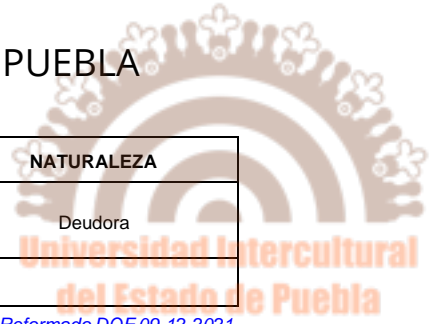 PUEBLA
NATURALEZA
Deudora
Universidad Intercultural
del Estado de Puebla
Reformado DOF 09-12-2021